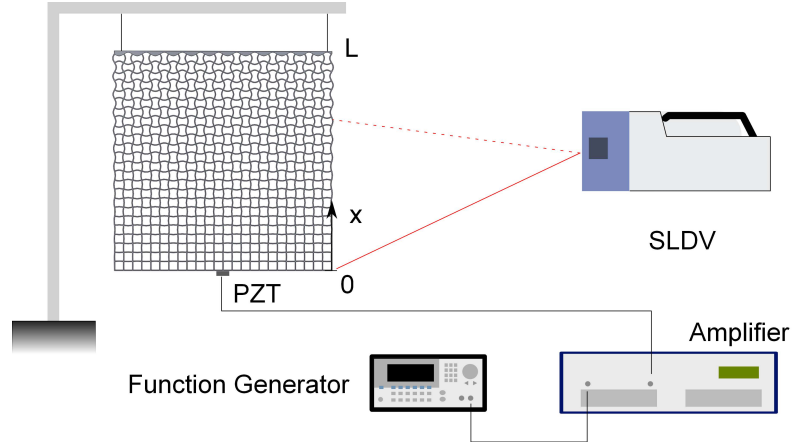 L
x
0
PZT
SLDV
Amplifier
Function Generator